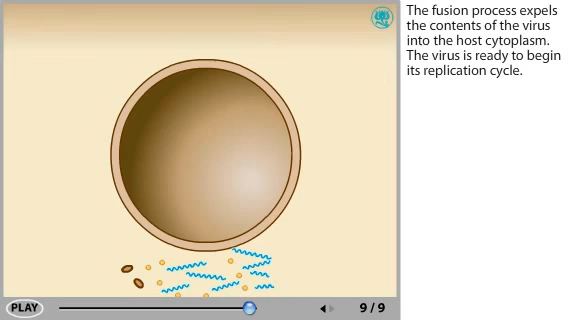 The fusion process expels
the contents of the virus
into the host cytoplasm.
The virus is ready to begin
its replication cycle.
PLAY
9 / 9